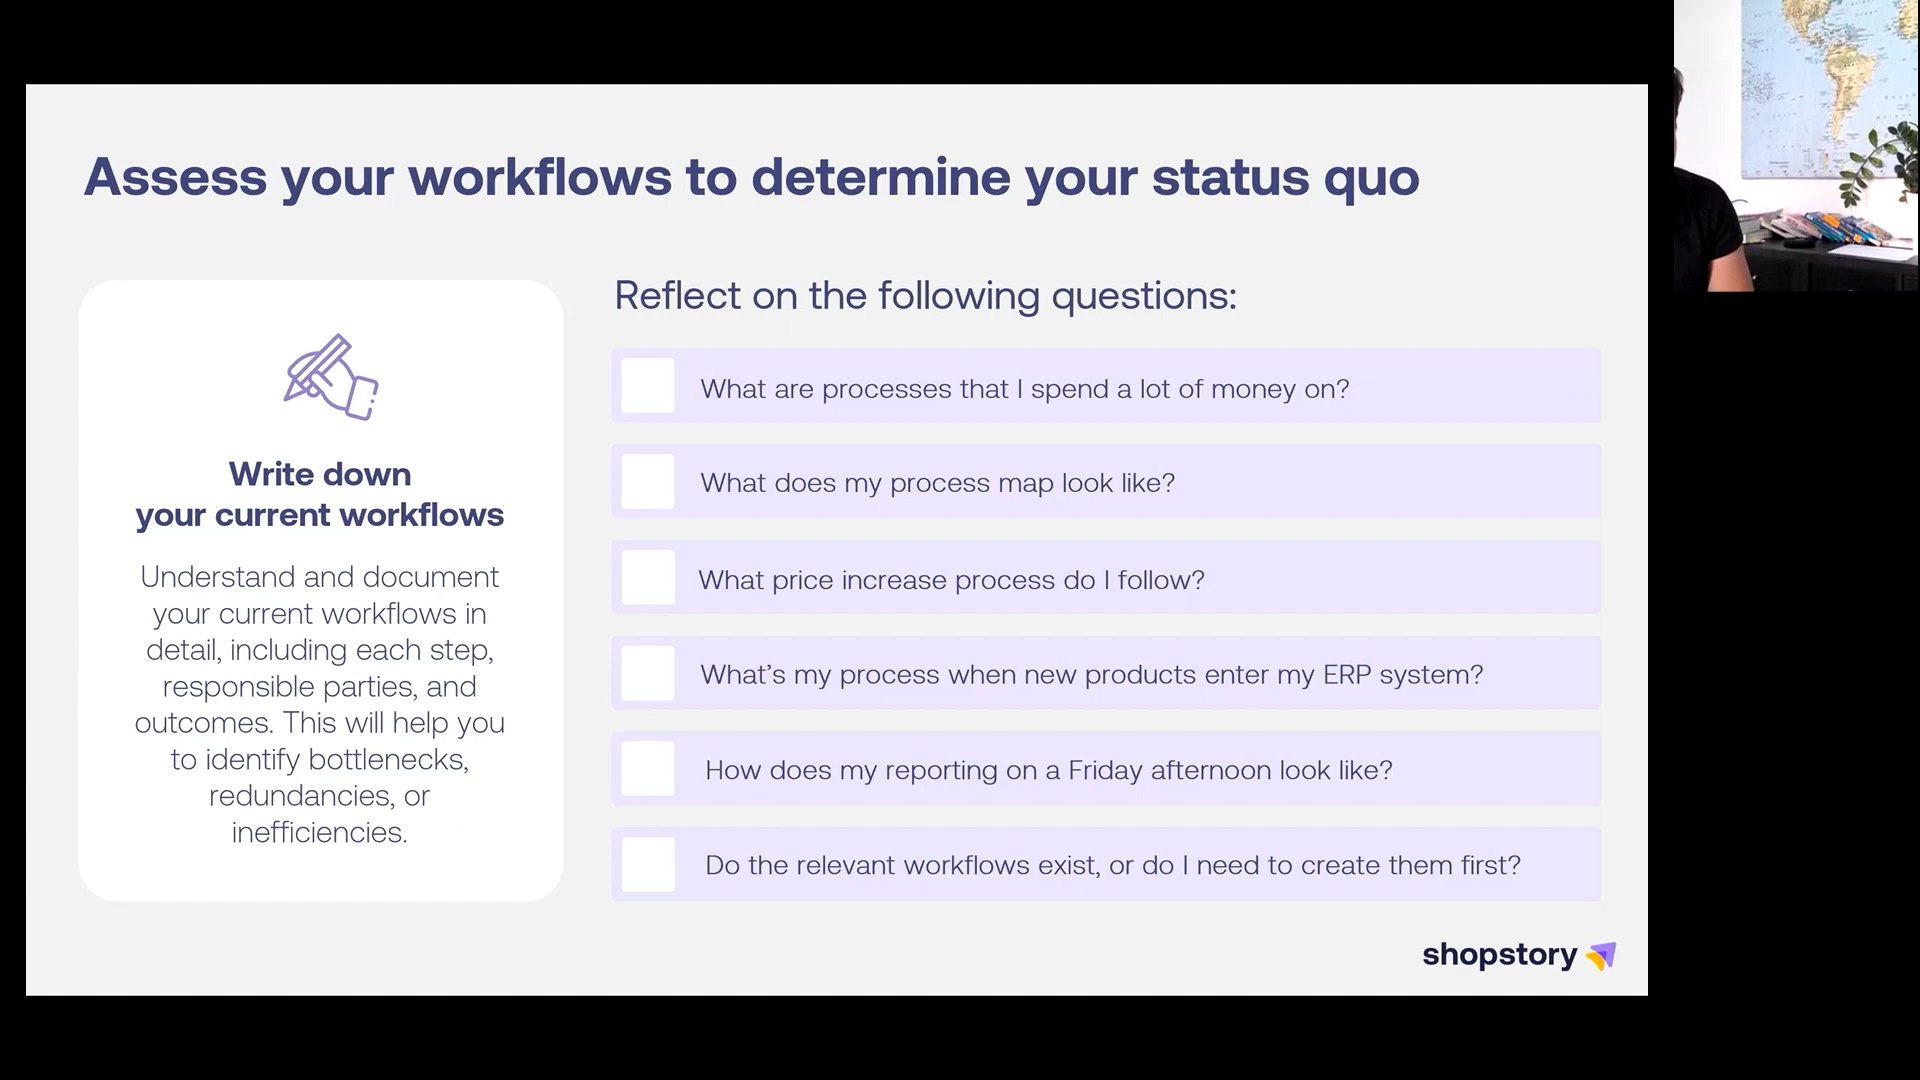 Assess your workflows to determine your status quo
Write down
your current workflows
Understand and document
your current workflows in
detail, including each step,
responsible parties, and
outcomes. This will help you
to identify bottlenecks,
redundancies, or
inefficiencies.
Reflect on the following questions:
What are processes that I spend a lot of money on?
What does my process map look like?
What price increase process do I follow?
What’s my process when new products enter my ERP system?
How does my reporting on a Friday afternoon look like?
Do the relevant workflows exist, or do I need to create them first?
shopstory